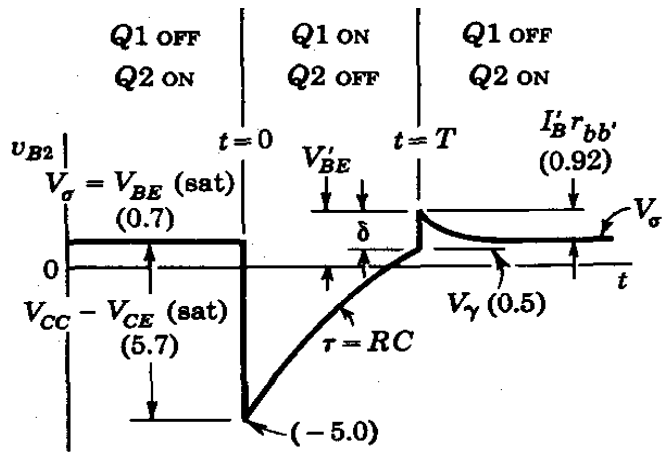 Q1 OFF
Q2 ON
Q1 ON
Q2 OFF
Q1 OFF
Q2 ON
v_B2
t = 0
V'_BE
t = T
I'_B r_bb'
(0.92)
V_σ = V_BE (sat)
(0.7)
δ
V_σ
0
t
V_CC − V_CE (sat)
(5.7)
V_γ (0.5)
τ = RC
(−5.0)